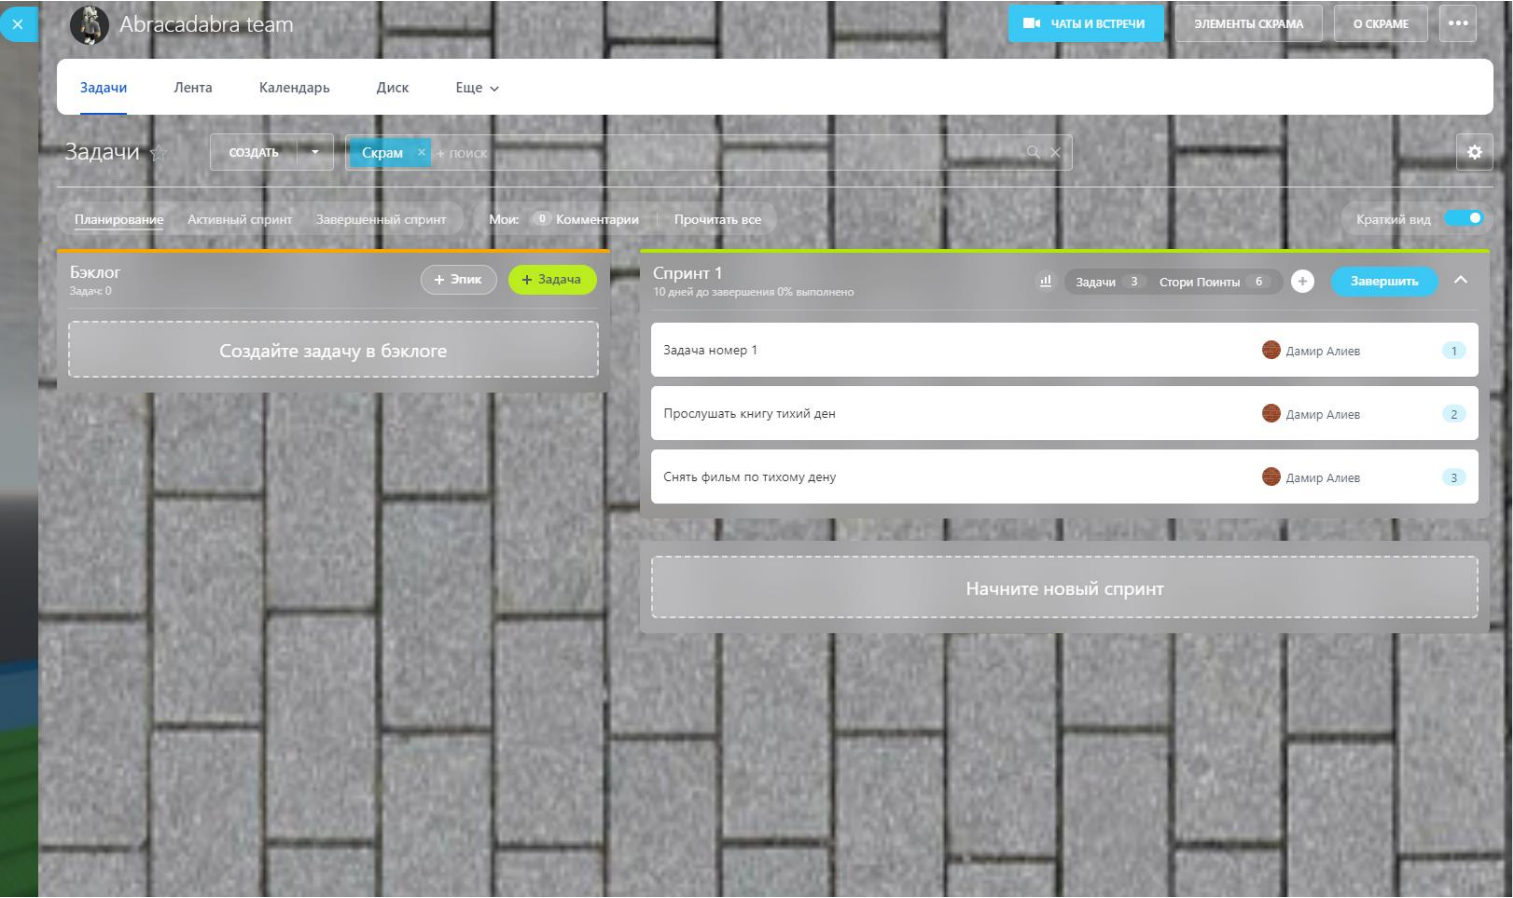 Abracadabra team
ЧАТЫ И ВСТРЕЧИ
ЭЛЕМЕНТЫ СКРАМА
О СКРАМЕ
Задачи Лента Календарь Диск Еще
Задачи
СОЗДАТЬ
Скрам × + поиск
Планирование Активный спринт Завершенный спринт
Мои: 0 Комментарии Прочитать все
Краткий вид
Бэклог
Задач: 0
+ Эпик
+ Задача
Создайте задачу в бэклоге
Спринт 1
10 дней до завершения 0% выполнено
Задачи 3 Стори Поинты 6
+
Завершить
Задача номер 1 Дамир Алиев 1
Прослушать книгу тихий ден Дамир Алиев 2
Снять фильм по тихому дену Дамир Алиев 3
Начните новый спринт